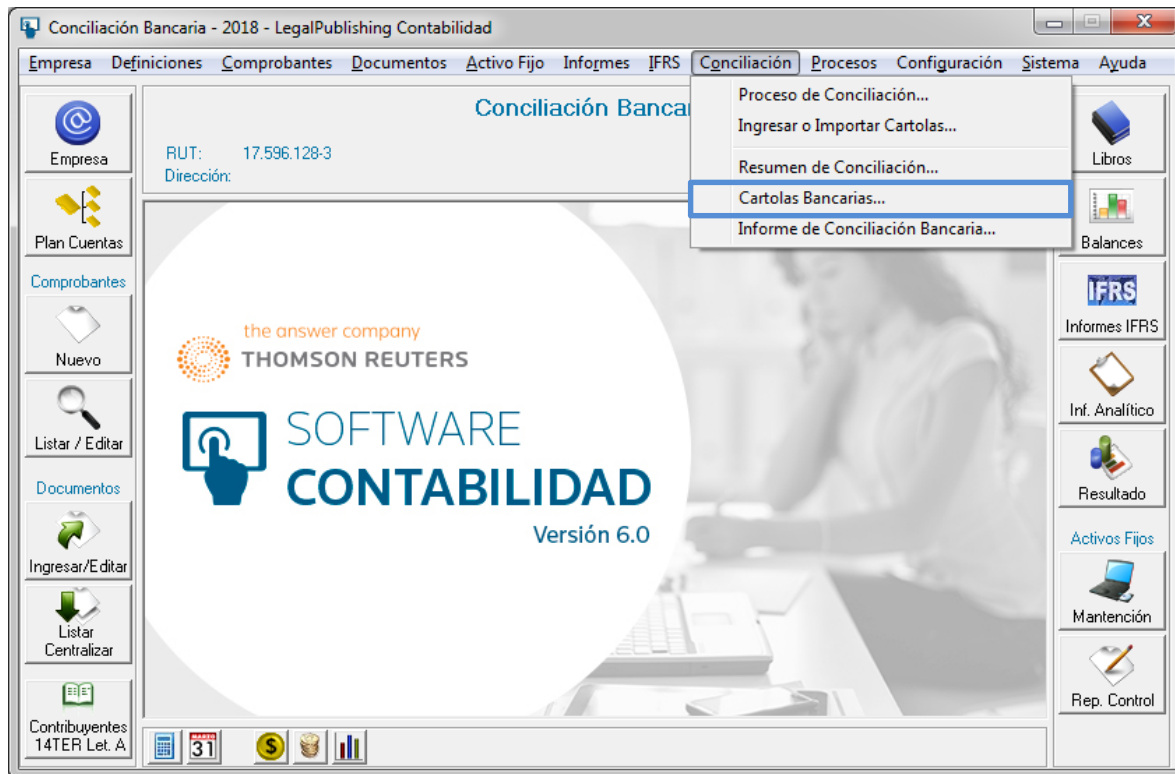 Conciliación Bancaria - 2018 - LegalPublishing Contabilidad
Empresa Definiciones Comprobantes Documentos Activo Fijo Informes IFRS Conciliación Procesos Configuración Sistema Ayuda
Proceso de Conciliación...
Ingresar o Importar Cartolas...
Resumen de Conciliación...
Cartolas Bancarias...
Informe de Conciliación Bancaria...
Conciliación Bancar
RUT: 17.596.128-3
Dirección:
Empresa
Plan Cuentas
Comprobantes
Nuevo
Listar / Editar
Documentos
Ingresar/Editar
Listar
Centralizar
Contribuyentes
14TER Let. A
the answer company
THOMSON REUTERS
SOFTWARE
CONTABILIDAD
Versión 6.0
Libros
Balances
IFRS
Informes IFRS
Inf. Analítico
Resultado
Activos Fijos
Mantención
Rep. Control
MARZO
31